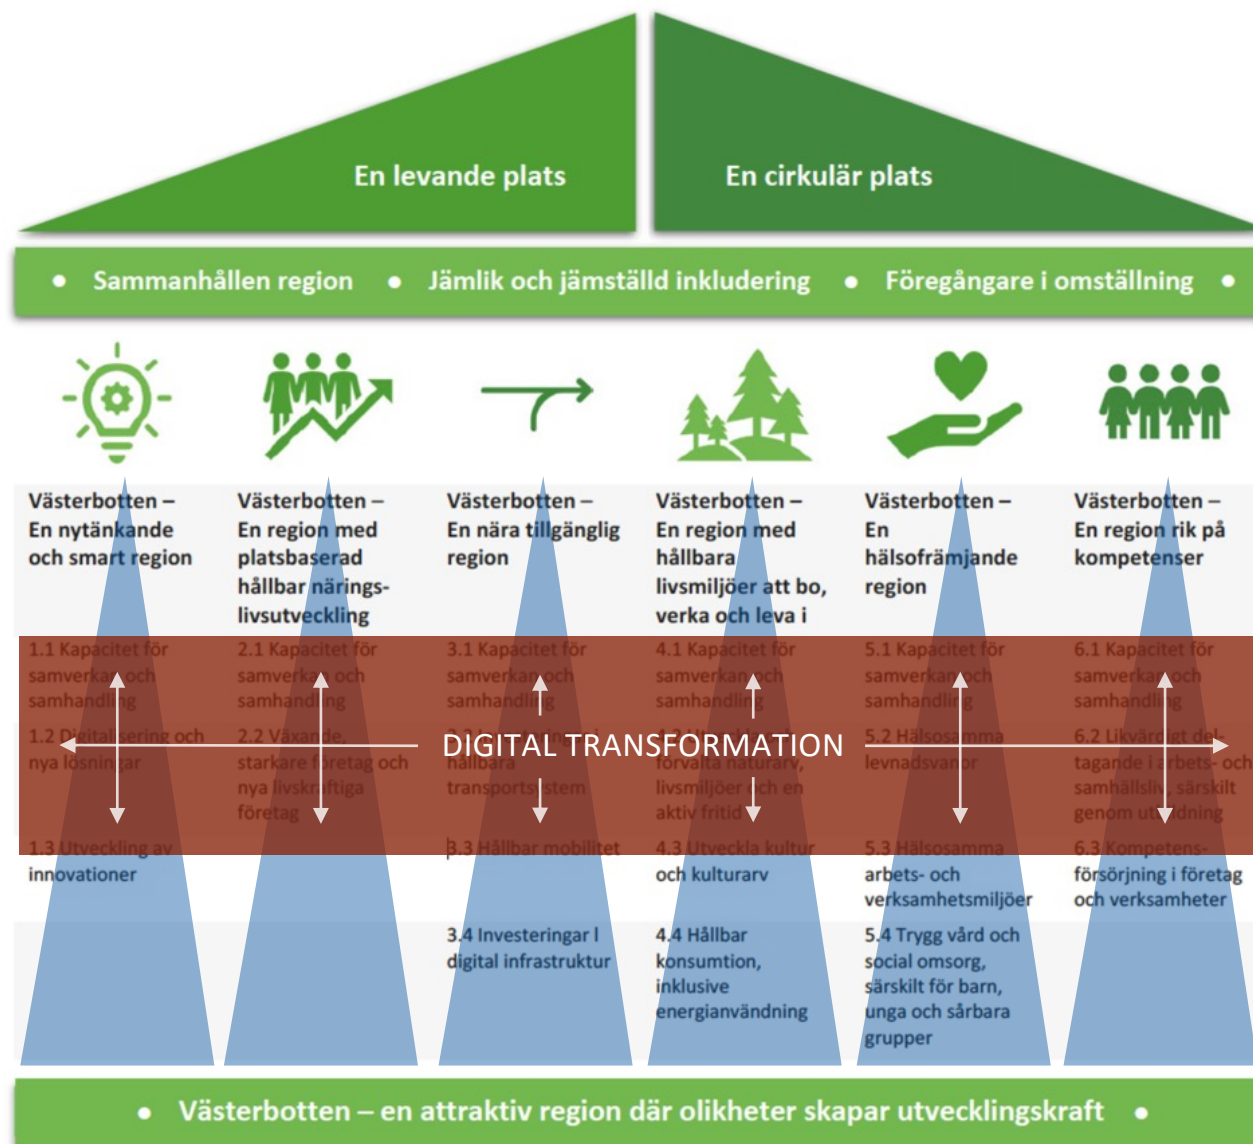 En levande plats
En cirkulär plats
• Sammanhållen region • Jämlik och jämställd inkludering • Föregångare i omställning •
Västerbotten –
En nytänkande
och smart region
Västerbotten –
En region med
platsbaserad
hållbar närings-
livsutveckling
Västerbotten –
En nära tillgänglig
region
Västerbotten –
En region med
hållbara
livsmiljöer att bo,
verka och leva i
Västerbotten –
En
hälsofrämjande
region
Västerbotten –
En region rik på
kompetenser
1.1 Kapacitet för
samverkan och
samhandling
2.1 Kapacitet för
samverkan och
samhandling
3.1 Kapacitet för
samverkan och
samhandling
4.1 Kapacitet för
samverkan och
samhandling
5.1 Kapacitet för
samverkan och
samhandling
6.1 Kapacitet för
samverkan och
samhandling
1.2 Digitalisering och
nya lösningar
2.2 Växande,
starkare företag och
nya livskraftiga
företag
DIGITAL TRANSFORMATION
hållbara
transportsystem
förvalta naturarv,
livsmiljöer och en
aktiv fritid
5.2 Hälsosamma
levnadsvanor
6.2 Likvärdigt del-
tagande i arbets- och
samhällsliv, särskilt
genom utbildning
1.3 Utveckling av
innovationer
3.3 Hållbar mobilitet
4.3 Utveckla kultur
och kulturarv
5.3 Hälsosamma
arbets- och
verksamhetsmiljöer
6.3 Kompetens-
försörjning i företag
och verksamheter
3.4 Investeringar I
digital infrastruktur
4.4 Hållbar
konsumtion,
inklusive
energianvändning
5.4 Trygg vård och
social omsorg,
särskilt för barn,
unga och sårbara
grupper
• Västerbotten – en attraktiv region där olikheter skapar utvecklingskraft •